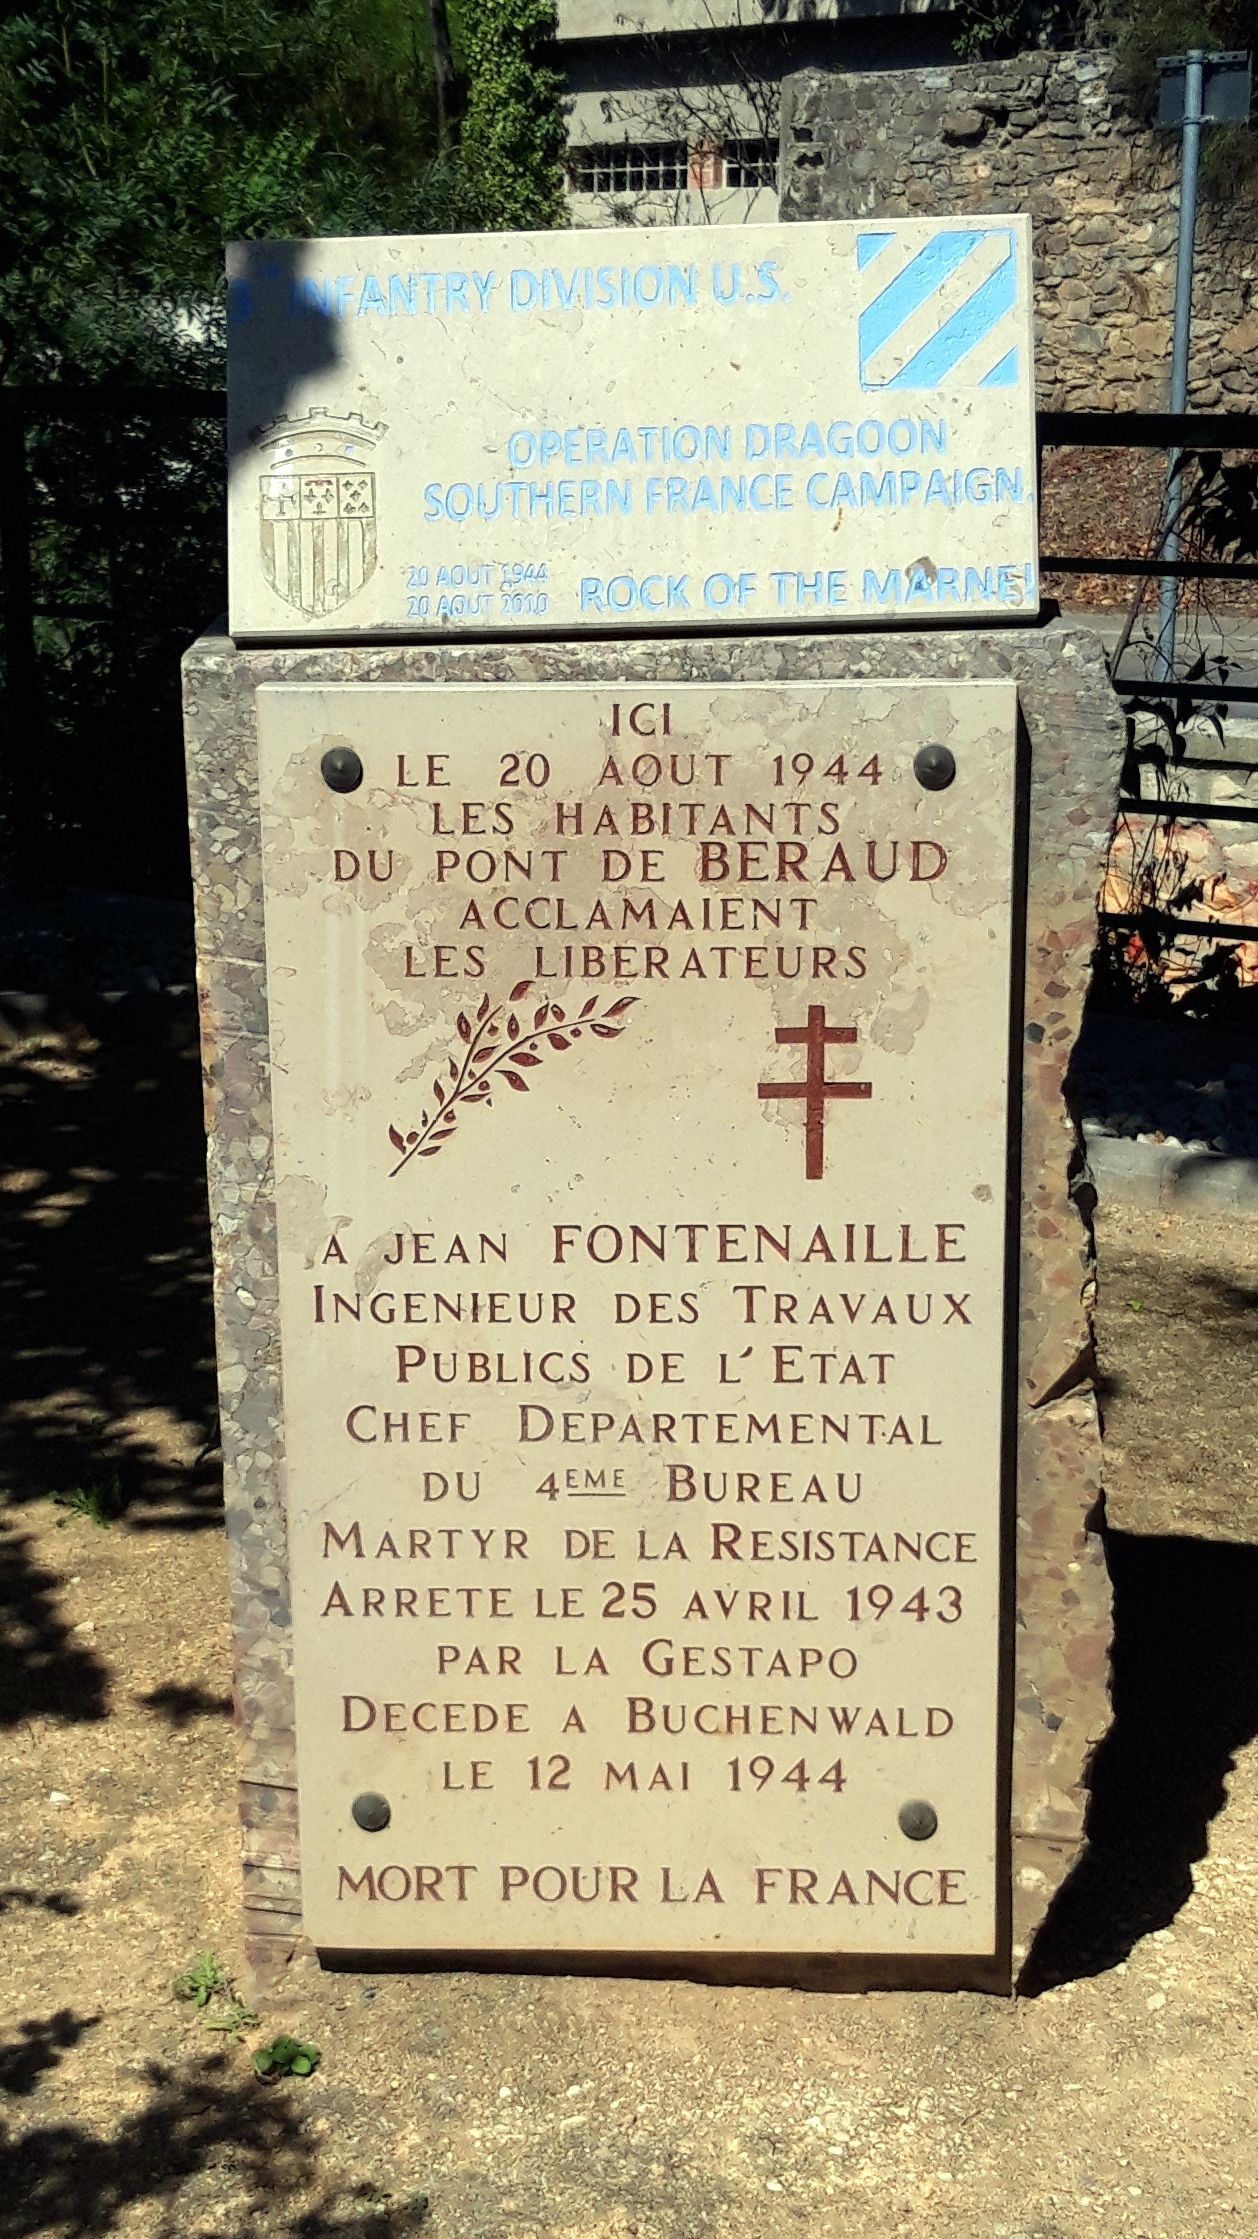 3rd INFANTRY DIVISION U.S.
OPERATION DRAGOON
SOUTHERN FRANCE CAMPAIGN.
20 AOUT 1944
20 AOUT 2010
ROCK OF THE MARNE!
ICI
LE 20 AOUT 1944
LES HABITANTS
DU PONT DE BERAUD
ACCLAMAIENT
LES LIBERATEURS
A JEAN FONTENAILLE
INGENIEUR DES TRAVAUX
PUBLICS DE L'ETAT
CHEF DEPARTEMENTAL
DU 4EME BUREAU
MARTYR DE LA RESISTANCE
ARRETE LE 25 AVRIL 1943
PAR LA GESTAPO
DECEDE A BUCHENWALD
LE 12 MAI 1944
MORT POUR LA FRANCE